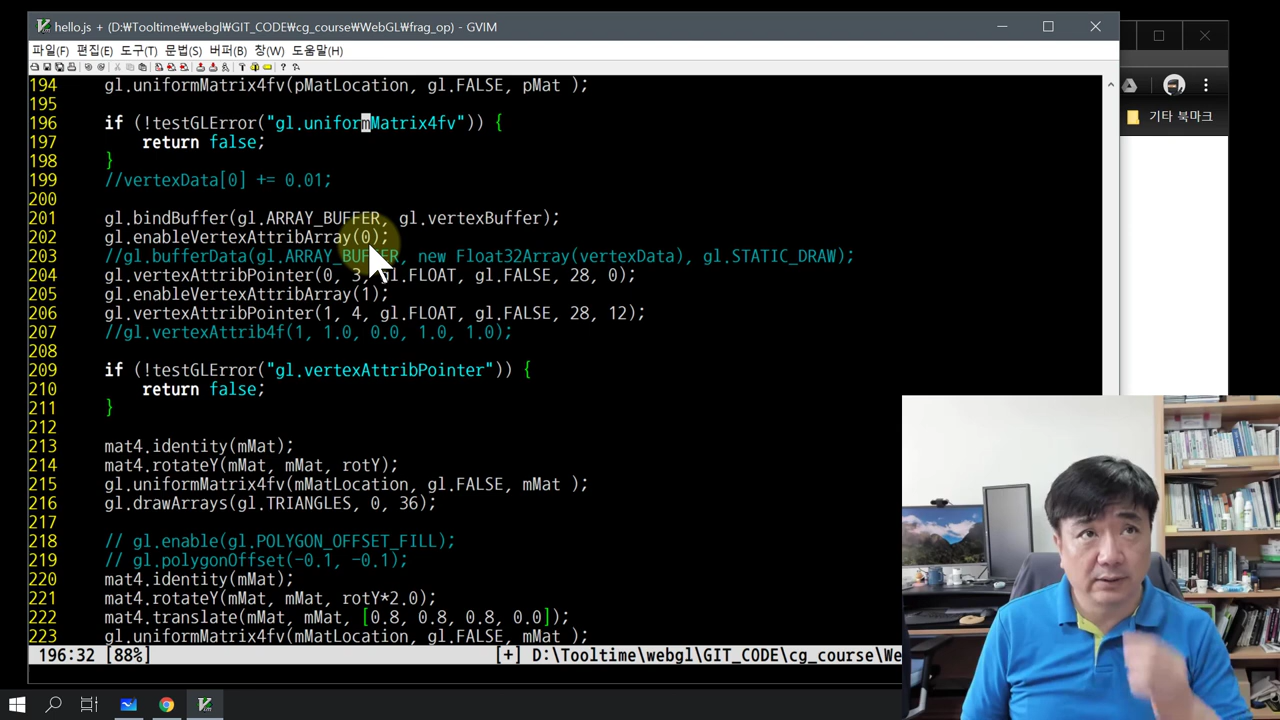 hello.js + (D:\Tooltime\webgl\GIT_CODE\cg_course\WebGL\frag_op) - GVIM
파일(F) 편집(E) 도구(T) 문법(S) 버퍼(B) 창(W) 도움말(H)
기타 북마크
194 gl.uniformMatrix4fv(pMatLocation, gl.FALSE, pMat );
195
196 if (!testGLError("gl.uniformMatrix4fv")) {
197 return false;
198 }
199 //vertexData[0] += 0.01;
200
201 gl.bindBuffer(gl.ARRAY_BUFFER, gl.vertexBuffer);
202 gl.enableVertexAttribArray(0);
203 //gl.bufferData(gl.ARRAY_BUFFER, new Float32Array(vertexData), gl.STATIC_DRAW);
204 gl.vertexAttribPointer(0, 3, gl.FLOAT, gl.FALSE, 28, 0);
205 gl.enableVertexAttribArray(1);
206 gl.vertexAttribPointer(1, 4, gl.FLOAT, gl.FALSE, 28, 12);
207 //gl.vertexAttrib4f(1, 1.0, 0.0, 1.0, 1.0);
208
209 if (!testGLError("gl.vertexAttribPointer")) {
210 return false;
211 }
212
213 mat4.identity(mMat);
214 mat4.rotateY(mMat, mMat, rotY);
215 gl.uniformMatrix4fv(mMatLocation, gl.FALSE, mMat );
216 gl.drawArrays(gl.TRIANGLES, 0, 36);
217
218 // gl.enable(gl.POLYGON_OFFSET_FILL);
219 // gl.polygonOffset(-0.1, -0.1);
220 mat4.identity(mMat);
221 mat4.rotateY(mMat, mMat, rotY*2.0);
222 mat4.translate(mMat, mMat, [0.8, 0.8, 0.8, 0.0]);
223 gl.uniformMatrix4fv(mMatLocation, gl.FALSE, mMat );
196:32 [88%] [+] D:\Tooltime\webgl\GIT_CODE\cg_course\We